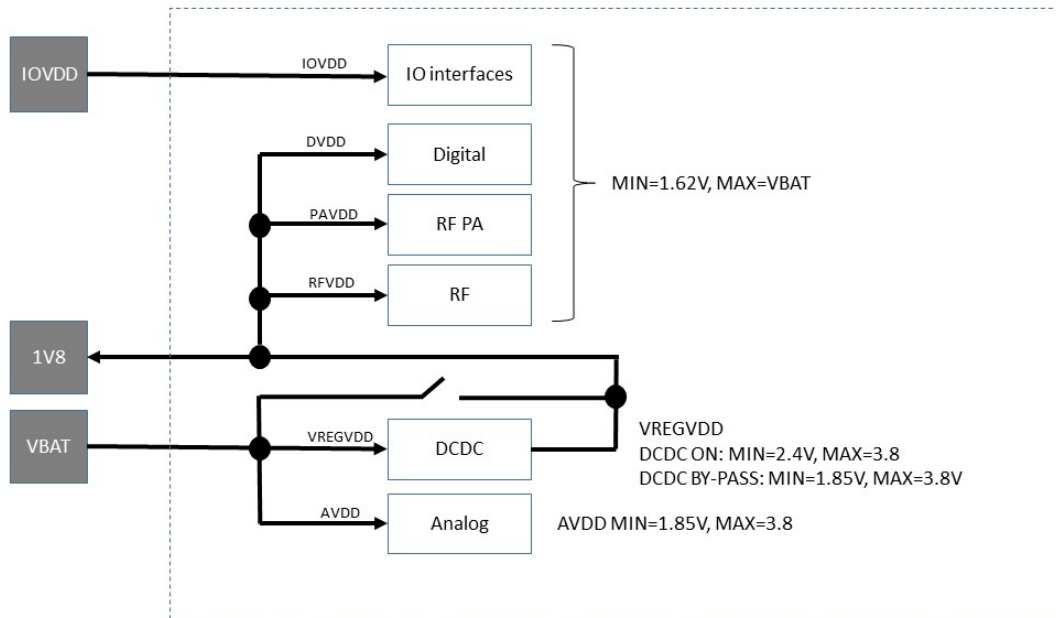 IOVDD
IOVDD
IO interfaces
DVDD
Digital
MIN=1.62V, MAX=VBAT
PAVDD
RF PA
RFVDD
RF
1V8
VBAT
VREGVDD
DCDC
VREGVDD
DCDC ON: MIN=2.4V, MAX=3.8
DCDC BY-PASS: MIN=1.85V, MAX=3.8V
AVDD
Analog
AVDD MIN=1.85V, MAX=3.8